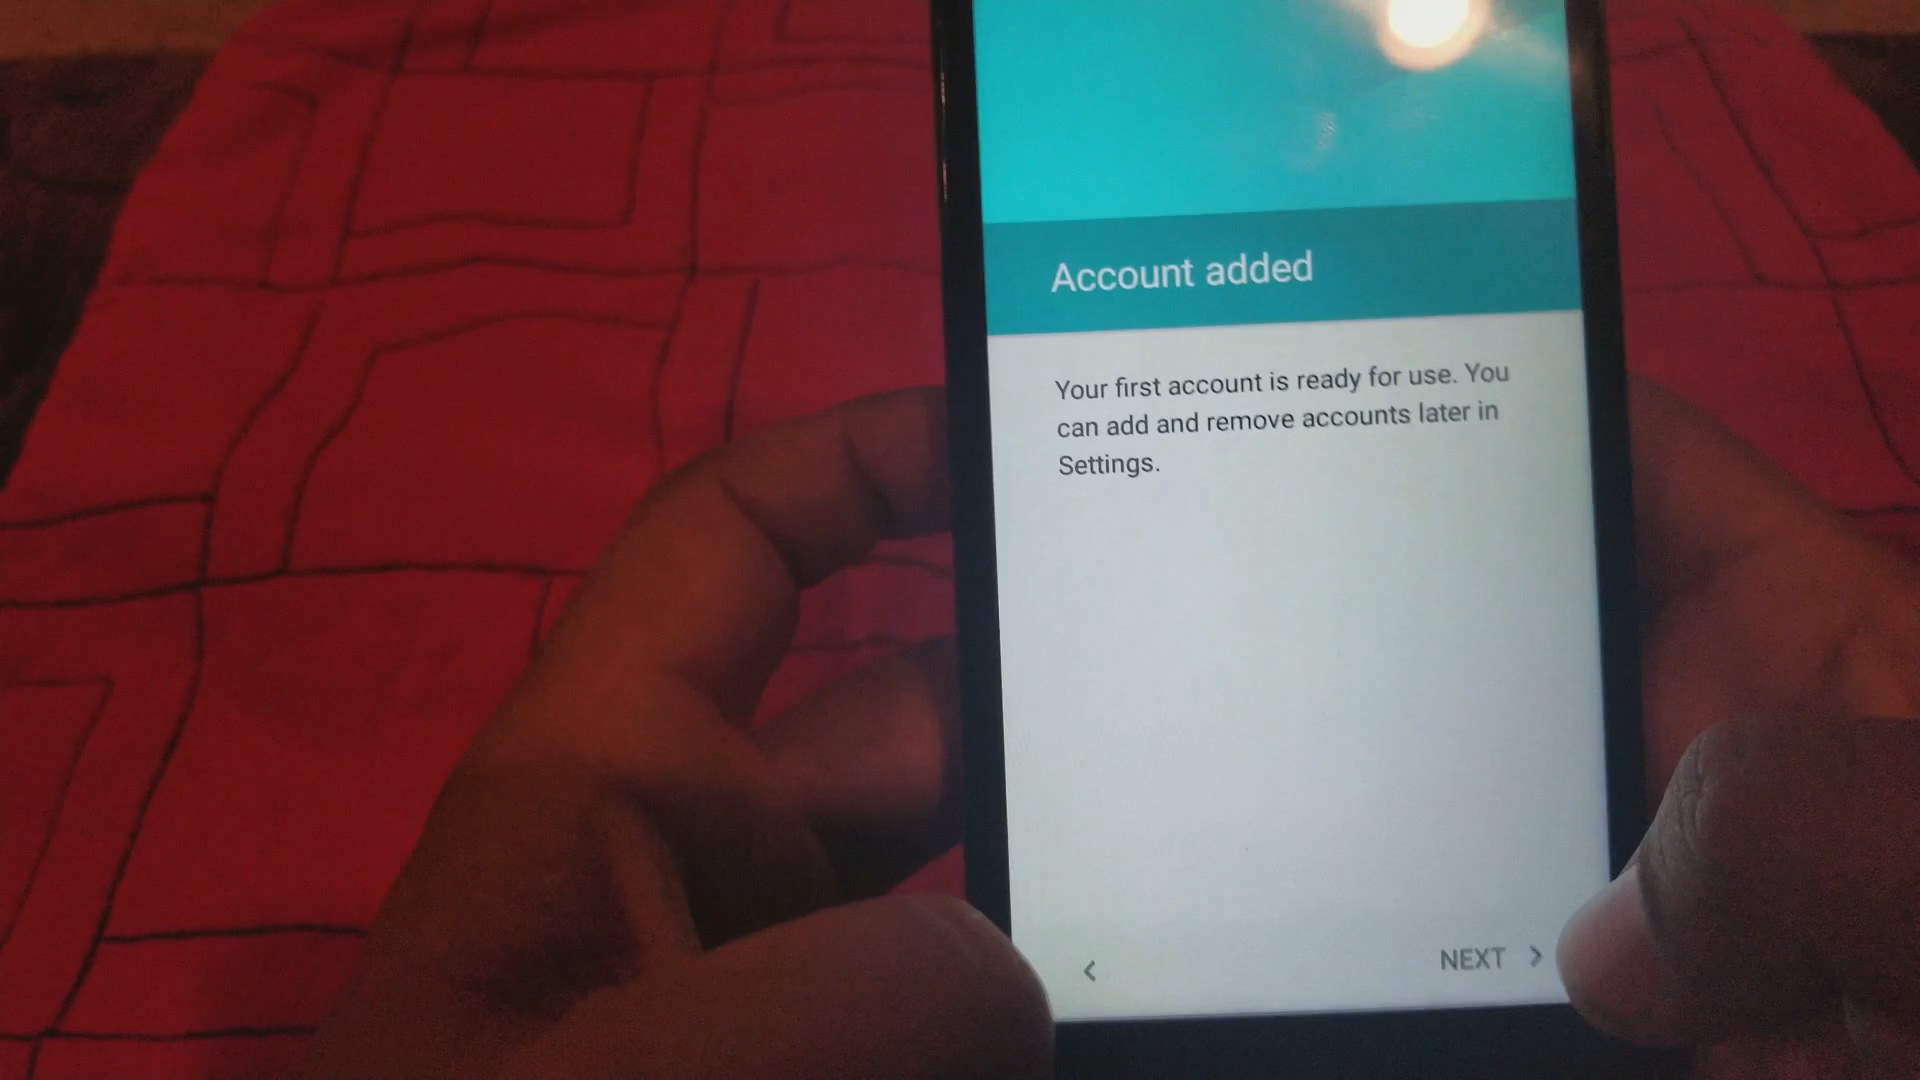 Account added
Your first account is ready for use. You
can add and remove accounts later in
Settings.
NEXT